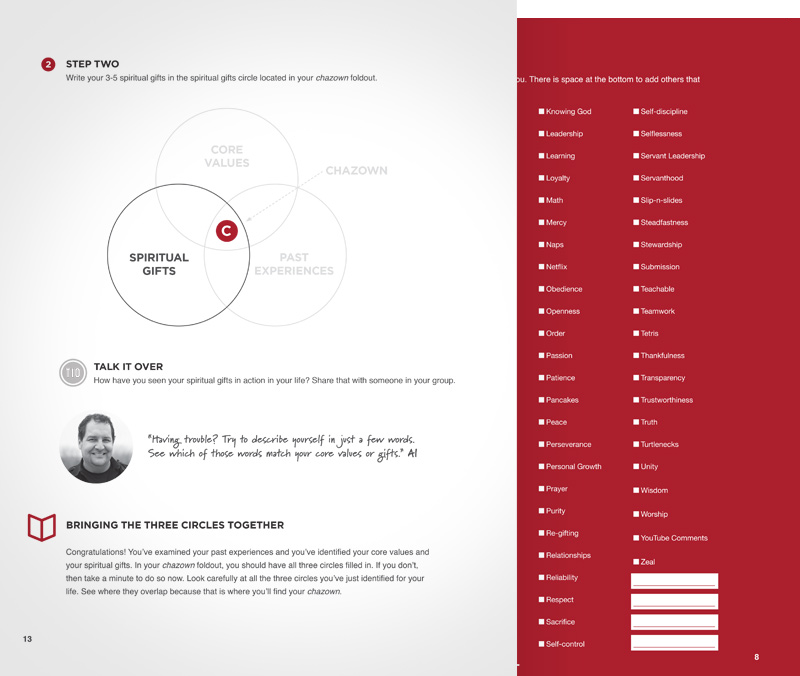 2 STEP TWO
Write your 3-5 spiritual gifts in the spiritual gifts circle located in your chazown foldout.
CORE
VALUES
CHAZOWN
C
SPIRITUAL
GIFTS
PAST
EXPERIENCES
TIO TALK IT OVER
How have you seen your spiritual gifts in action in your life? Share that with someone in your group.
"Having trouble? Try to describe yourself in just a few words.
See which of those words match your core values or gifts." Al
BRINGING THE THREE CIRCLES TOGETHER
Congratulations! You've examined your past experiences and you've identified your core values and
your spiritual gifts. In your chazown foldout, you should have all three circles filled in. If you don't,
then take a minute to do so now. Look carefully at all the three circles you've just identified for your
life. See where they overlap because that is where you'll find your chazown.
13
There is space at the bottom to add others that
Knowing God
Leadership
Learning
Loyalty
Math
Mercy
Naps
Netflix
Obedience
Openness
Order
Passion
Patience
Pancakes
Peace
Perseverance
Personal Growth
Prayer
Purity
Re-gifting
Relationships
Reliability
Respect
Sacrifice
Self-control
Self-discipline
Selflessness
Servant Leadership
Servanthood
Slip-n-slides
Steadfastness
Stewardship
Submission
Teachable
Teamwork
Tetris
Thankfulness
Transparency
Trustworthiness
Truth
Turtlenecks
Unity
Wisdom
Worship
YouTube Comments
Zeal
8